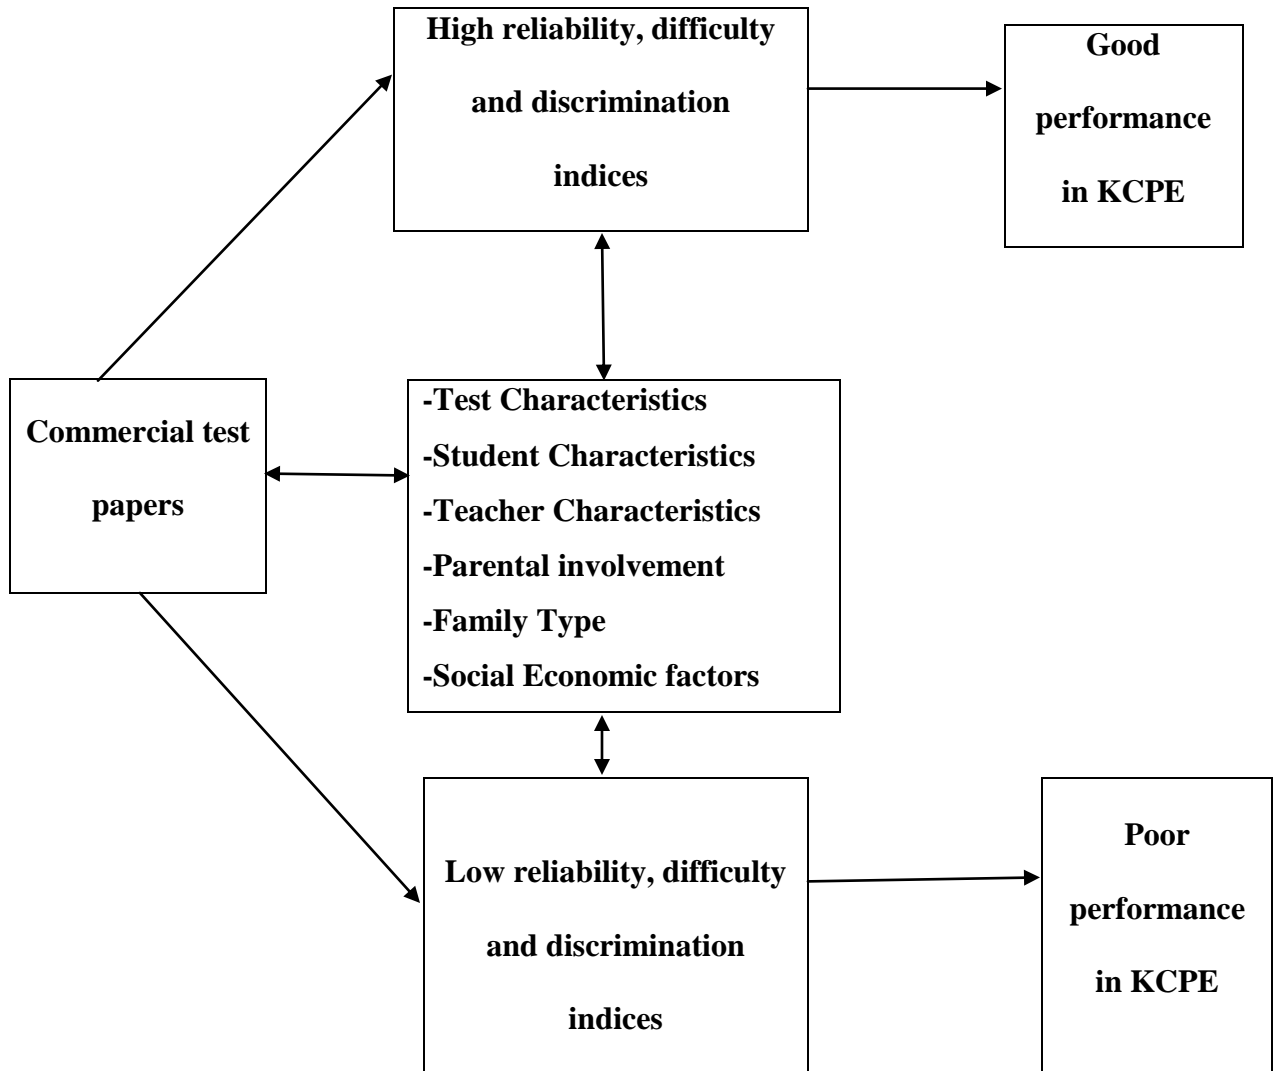 High reliability, difficulty
and discrimination
indices
Good
performance
in KCPE
Commercial test
papers
-Test Characteristics
-Student Characteristics
-Teacher Characteristics
-Parental involvement
-Family Type
-Social Economic factors
Low reliability, difficulty
and discrimination
indices
Poor
performance
in KCPE